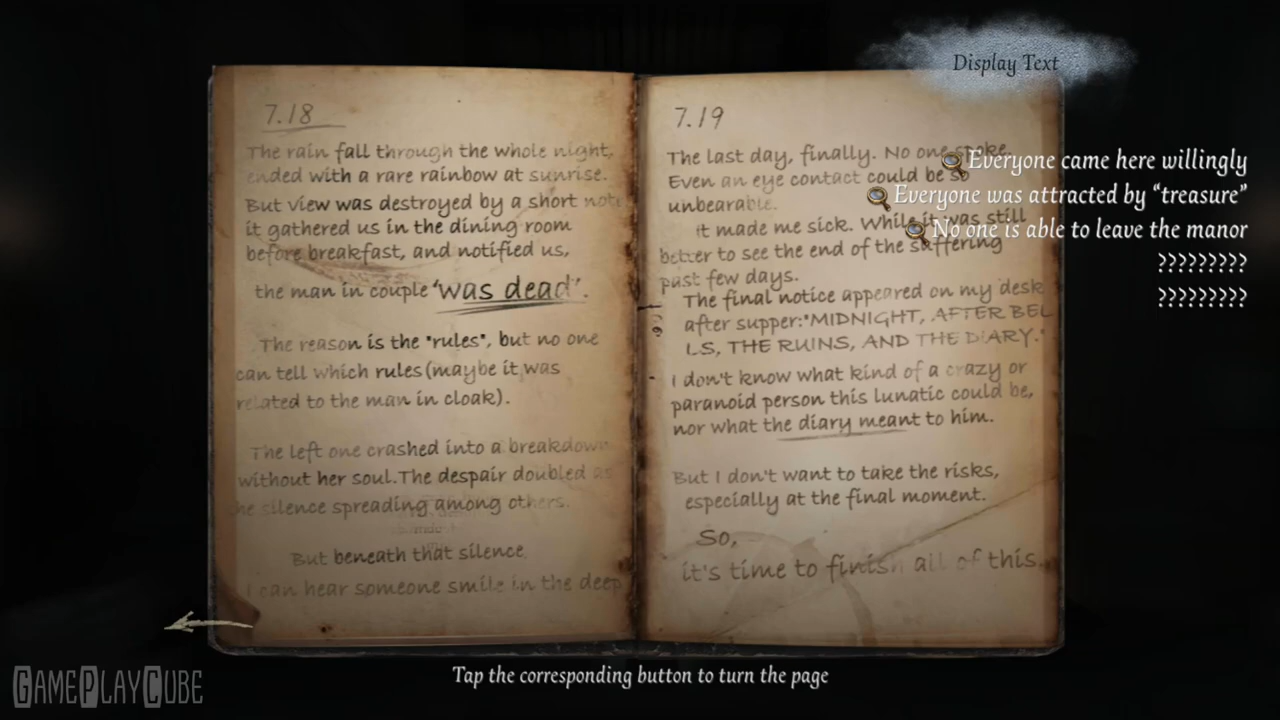 Display Text
7.18
The rain fall through the whole night,
ended with a rare rainbow at sunrise.
But view was destroyed by a short note
it gathered us in the dining room
before breakfast, and notified us,
the man in couple 'was dead'.
The reason is the "rules", but no one
can tell which rules (maybe it was
related to the man in cloak).
The left one crashed into a breakdown
without her soul. The despair doubled as
he silence spreading among others.
But beneath that silence,
I can hear someone smile in the deep
7.19
The last day, finally. No one spoke.
Even an eye contact could be so
unbearable.
it made me sick. While it was still
better to see the end of the suffering
past few days.
The final notice appeared on my desk
after supper:"MIDNIGHT, AFTER BEL
LS, THE RUINS, AND THE DIARY."
I don't know what kind of a crazy or
paranoid person this lunatic could be,
nor what the diary meant to him.
But I don't want to take the risks,
especially at the final moment.
So,
it's time to finish all of this.
Everyone came here willingly
Everyone was attracted by “treasure”
No one is able to leave the manor
?????????
?????????
Tap the corresponding button to turn the page
GAMEPLAYCUBE